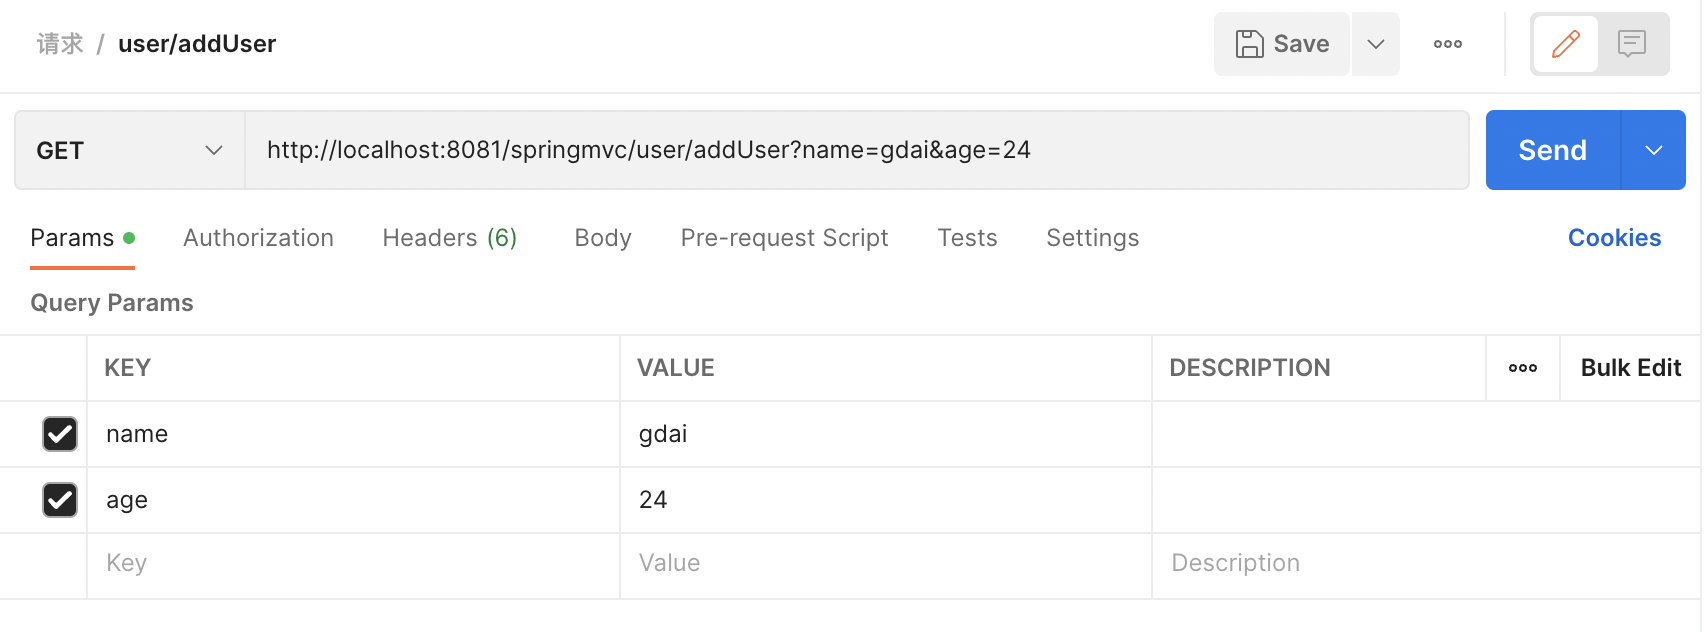 请求 / user/addUser Save
GET http://localhost:8081/springmvc/user/addUser?name=gdai&age=24 Send
Params Authorization Headers (6) Body Pre-request Script Tests Settings Cookies
Query Params
KEY VALUE DESCRIPTION Bulk Edit
name gdai
age 24
Key Value Description